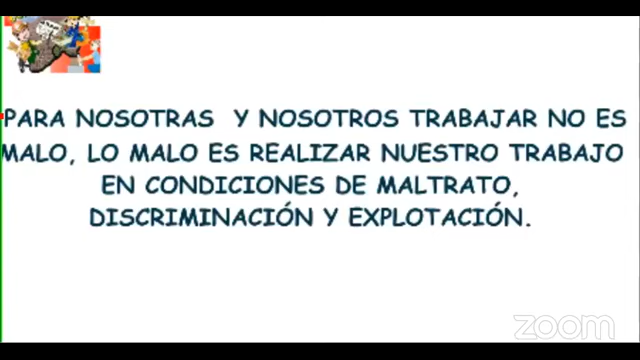 PARA NOSOTRAS Y NOSOTROS TRABAJAR NO ES
MALO, LO MALO ES REALIZAR NUESTRO TRABAJO
EN CONDICIONES DE MALTRATO,
DISCRIMINACIÓN Y EXPLOTACIÓN.
zoom